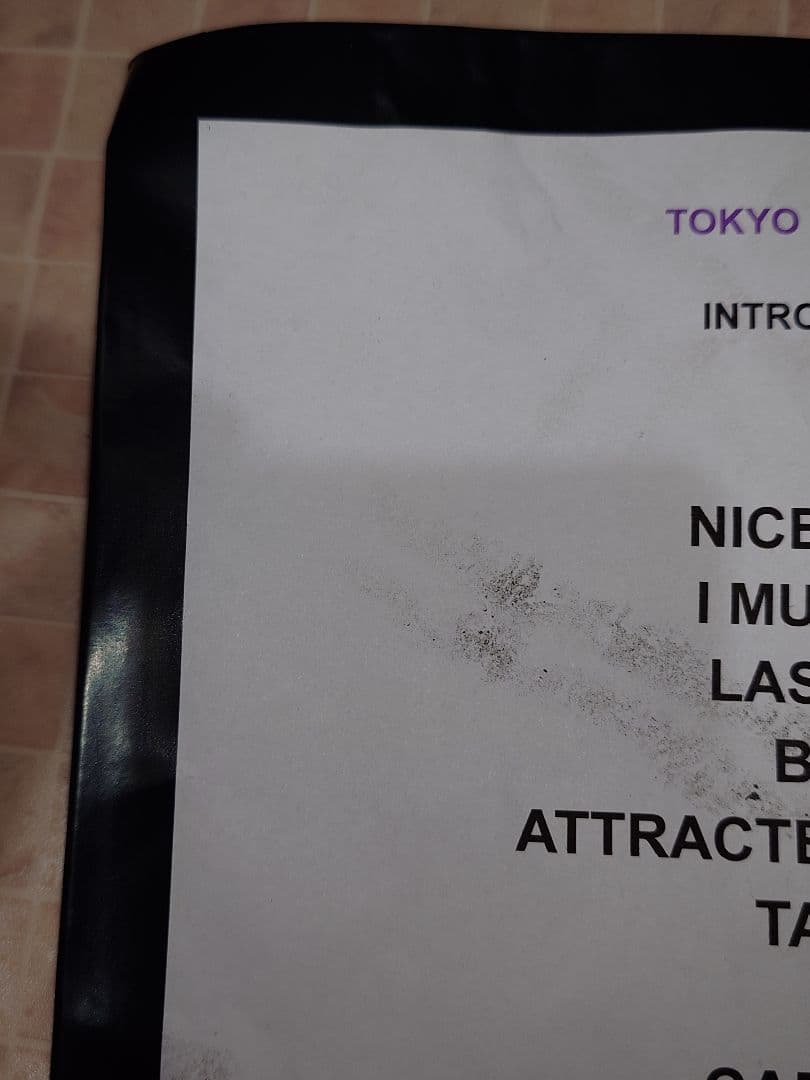 TOKYO
INTRO
NICE
I MU
LAS
B
ATTRACTE
TA